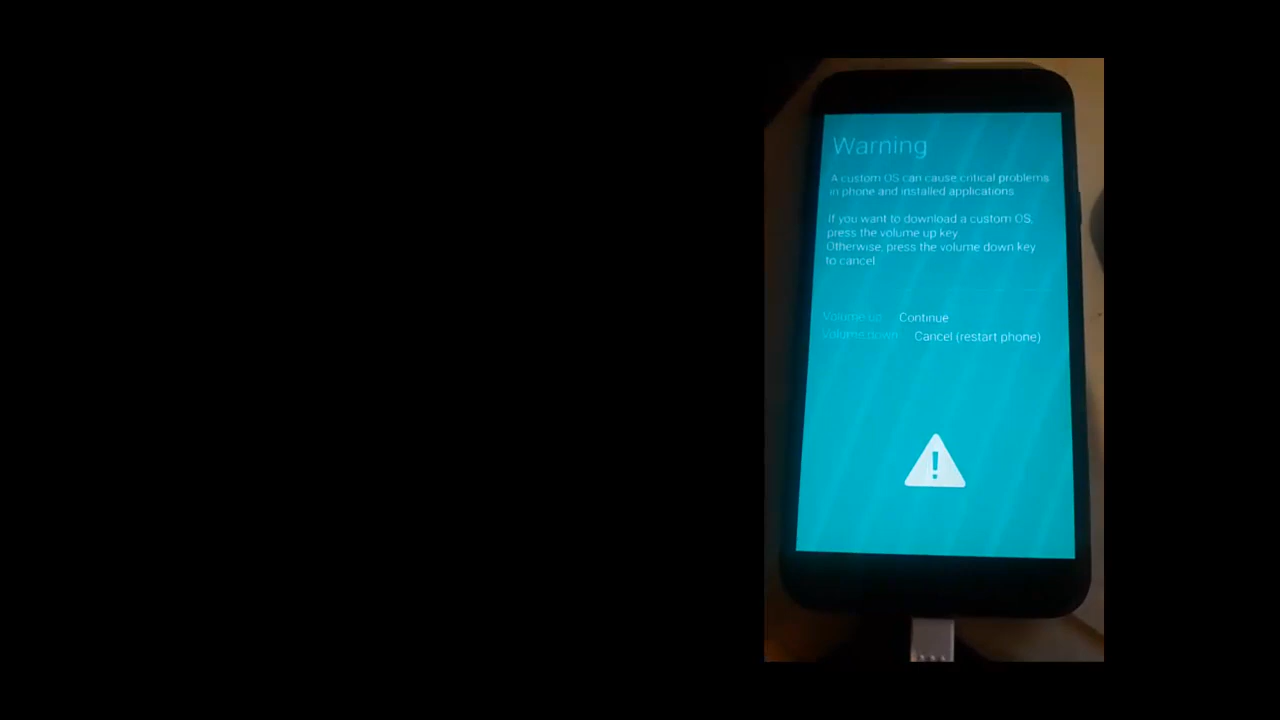 Warning
A custom OS can cause critical problems
in phone and installed applications.
If you want to download a custom OS,
press the volume up key.
Otherwise, press the volume down key
to cancel.
Volume up Continue
Volume down Cancel (restart phone)